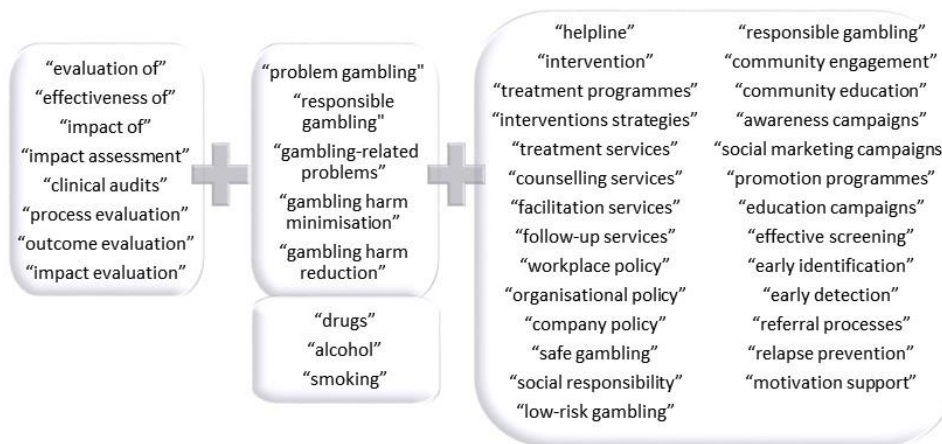 “evaluation of”
“effectiveness of”
“impact of”
“impact assessment”
“clinical audits”
“process evaluation”
“outcome evaluation”
“impact evaluation”
“problem gambling"
“responsible
gambling"
“gambling-related
problems”
“gambling harm
minimisation”
“gambling harm
reduction”
“drugs”
“alcohol”
“smoking”
“helpline”
“intervention”
“treatment programmes”
“interventions strategies”
“treatment services”
“counselling services”
“facilitation services”
“follow-up services”
“workplace policy”
“organisational policy”
“company policy”
“safe gambling”
“social responsibility”
“low-risk gambling”
“responsible gambling”
“community engagement”
“community education”
“awareness campaigns”
“social marketing campaigns
“promotion programmes”
“education campaigns”
“effective screening”
“early identification”
“early detection”
“referral processes”
“relapse prevention”
“motivation support”